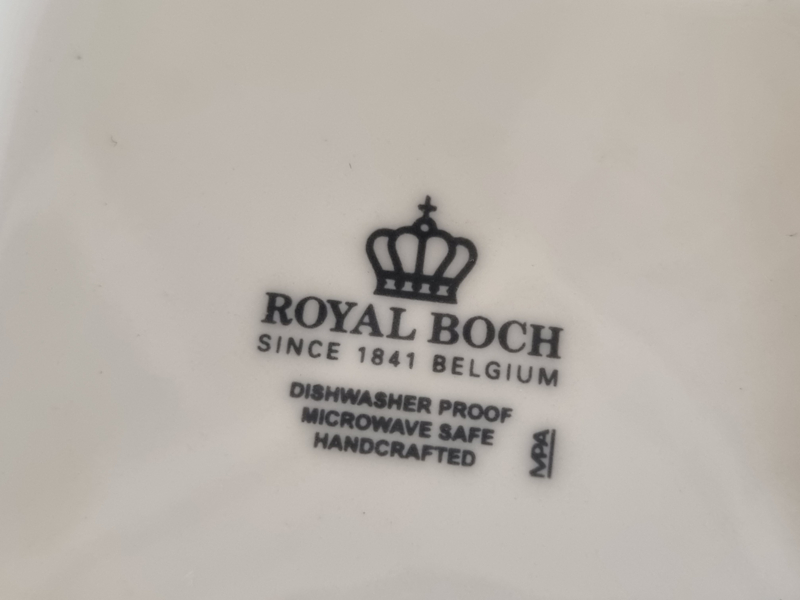 ROYAL BOCH
SINCE 1841 BELGIUM
DISHWASHER PROOF
MICROWAVE SAFE
HANDCRAFTED
MPA